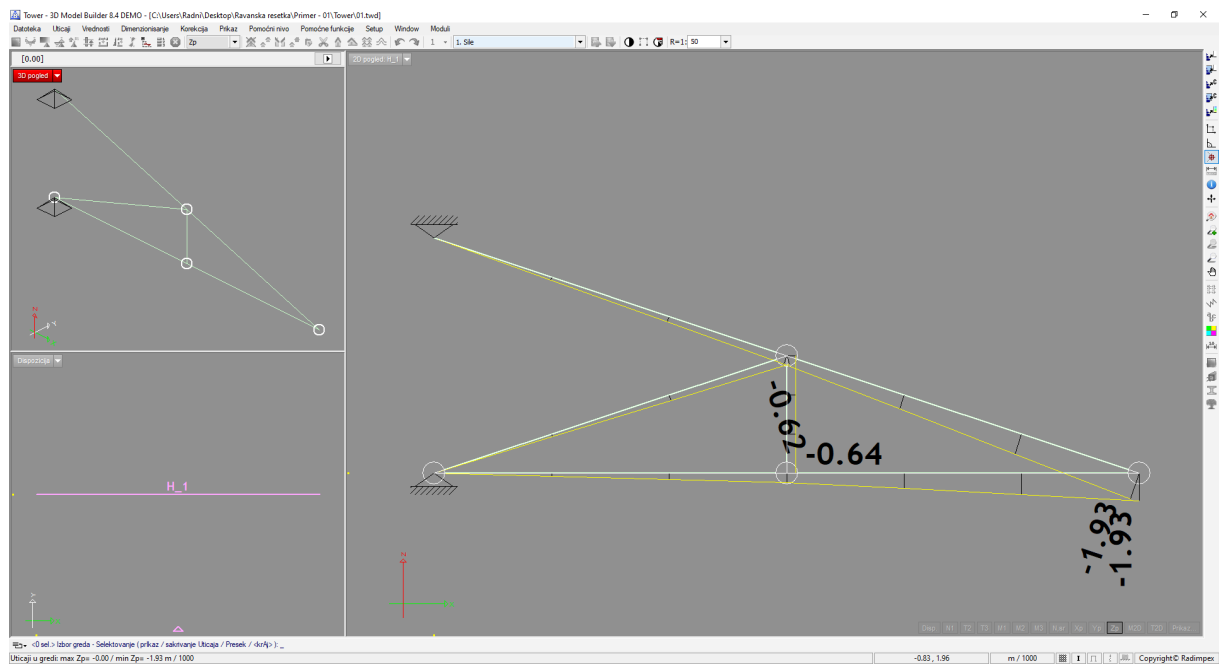 Tower - 3D Model Builder 8.4 DEMO - [C:\Users\Radni\Desktop\Ravanska resetka\Primer - 01\Tower\01.twd]
Datoteka Uticaji Vrednosti Dimenzionisanje Korekcija Prikaz Pomoćni nivo Pomoćne funkcije Setup Window Moduli
Zp 1 - 1. Sile R=1: 50
[0.00]
3D pogled
2D pogled: H_1
Z
Y
-0.62
-0.64
-1.93
-1.93
Dispozicija
H_1
Y
Z
Diap N1 T2 T3 M1 M2 M3 N,σr Xp Yp Zp N2D T2D Prikaz
<0 sel.> Izbor greda - Selektovanje ( prikaz / sakrivanje Uticaja / Presek / <kraj> ): _
Uticaji u gredi: max Zp= -0.00 / min Zp= -1.93 m / 1000
-0.83 , 1.96 m / 1000 Copyright© Radimpex